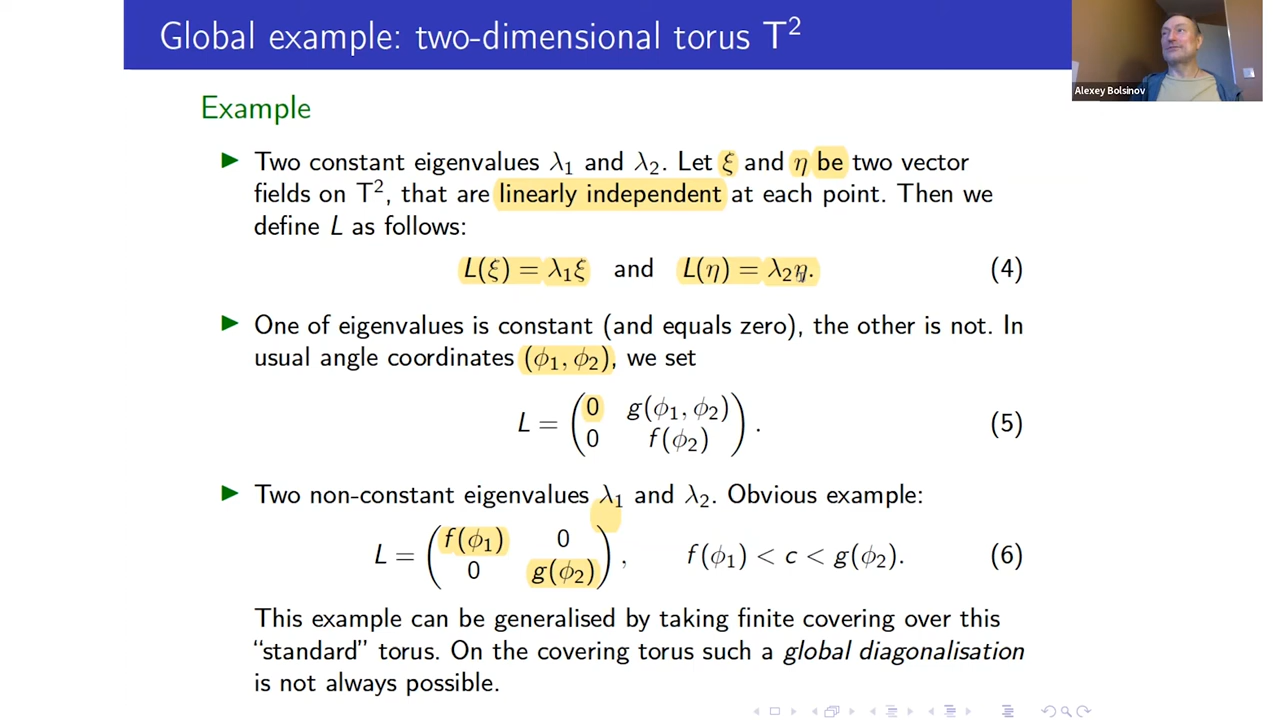 Global example: two-dimensional torus T²
Alexey Bolsinov
Example
▶ Two constant eigenvalues λ₁ and λ₂. Let ξ and η be two vector
fields on T², that are linearly independent at each point. Then we
define L as follows:
L(ξ) = λ₁ξ and L(η) = λ₂η. (4)
▶ One of eigenvalues is constant (and equals zero), the other is not. In
usual angle coordinates (ϕ₁, ϕ₂), we set
L = ( 0 g(ϕ₁, ϕ₂)
0 f(ϕ₂) ) . (5)
▶ Two non-constant eigenvalues λ₁ and λ₂. Obvious example:
L = ( f(ϕ₁) 0
0 g(ϕ₂) ) , f(ϕ₁) < c < g(ϕ₂). (6)
This example can be generalised by taking finite covering over this
“standard” torus. On the covering torus such a global diagonalisation
is not always possible.